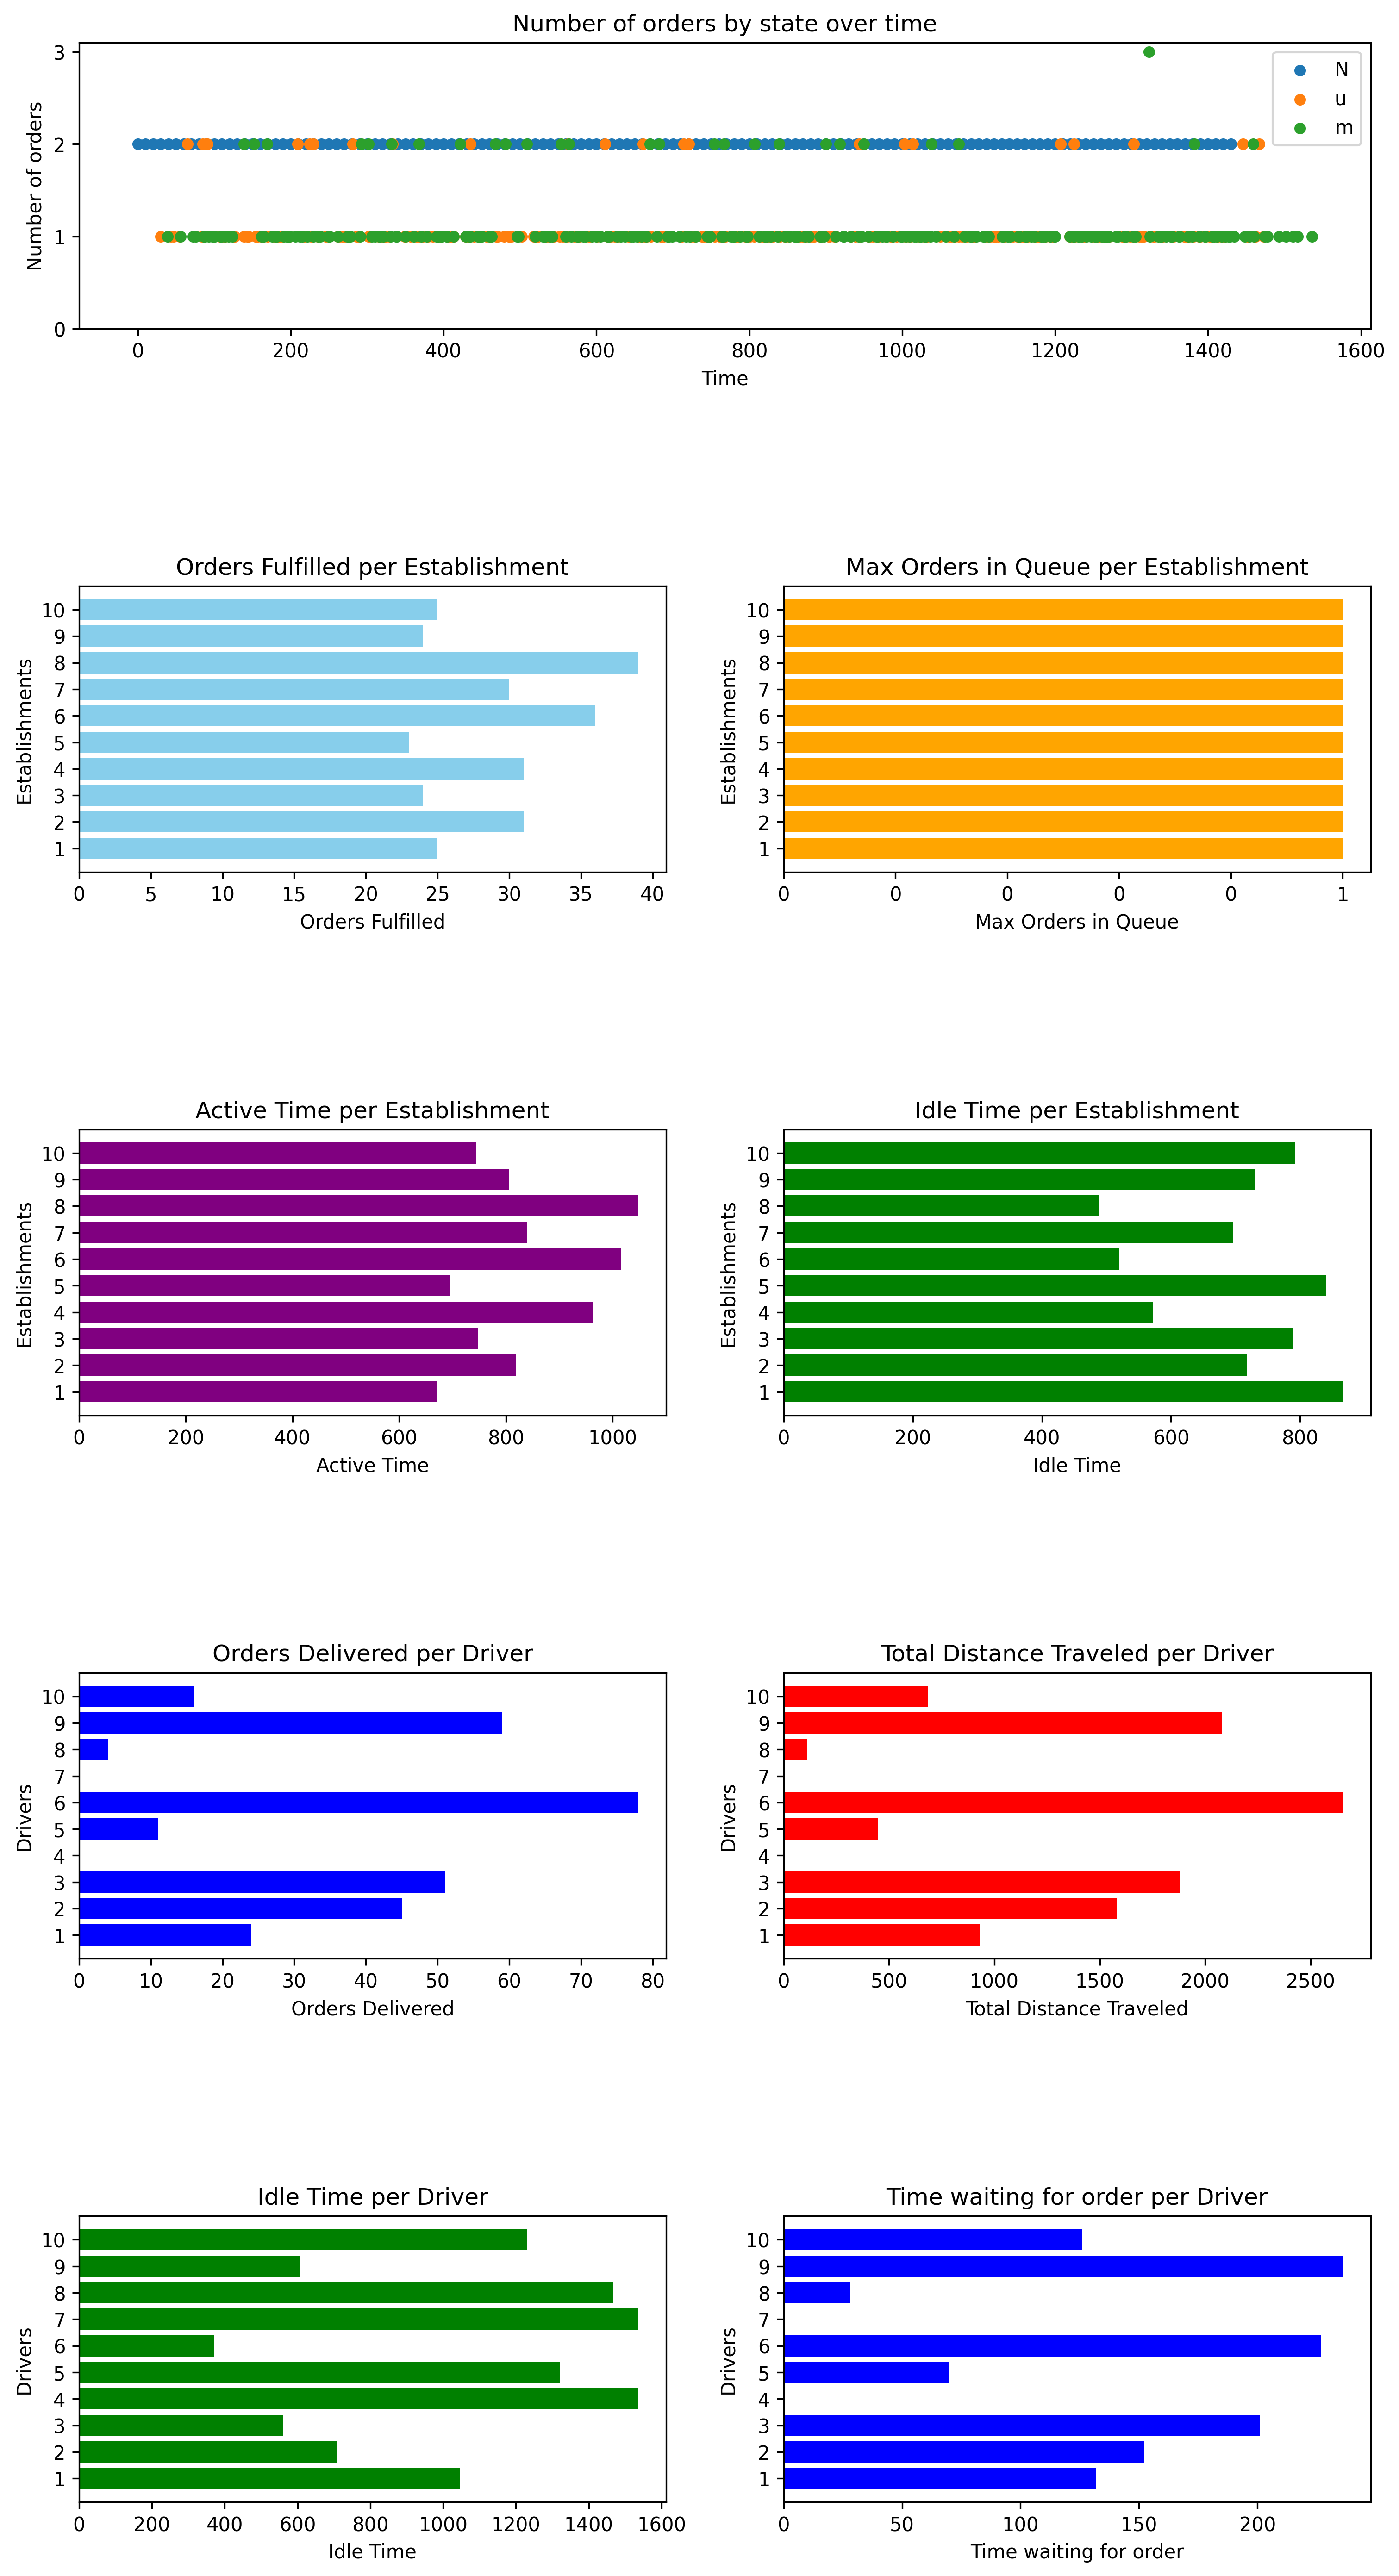 Number of orders by state over time
Number of orders
3
2
1
0
N
u
m
0 200 400 600 800 1000 1200 1400 1600
Time
Orders Fulfilled per Establishment
Establishments
10
9
8
7
6
5
4
3
2
1
0 5 10 15 20 25 30 35 40
Orders Fulfilled
Max Orders in Queue per Establishment
Establishments
10
9
8
7
6
5
4
3
2
1
0 0 0 0 0 1
Max Orders in Queue
Active Time per Establishment
Establishments
10
9
8
7
6
5
4
3
2
1
0 200 400 600 800 1000
Active Time
Idle Time per Establishment
Establishments
10
9
8
7
6
5
4
3
2
1
0 200 400 600 800
Idle Time
Orders Delivered per Driver
Drivers
10
9
8
7
6
5
4
3
2
1
0 10 20 30 40 50 60 70 80
Orders Delivered
Total Distance Traveled per Driver
Drivers
10
9
8
7
6
5
4
3
2
1
0 500 1000 1500 2000 2500
Total Distance Traveled
Idle Time per Driver
Drivers
10
9
8
7
6
5
4
3
2
1
0 200 400 600 800 1000 1200 1400 1600
Idle Time
Time waiting for order per Driver
Drivers
10
9
8
7
6
5
4
3
2
1
0 50 100 150 200
Time waiting for order